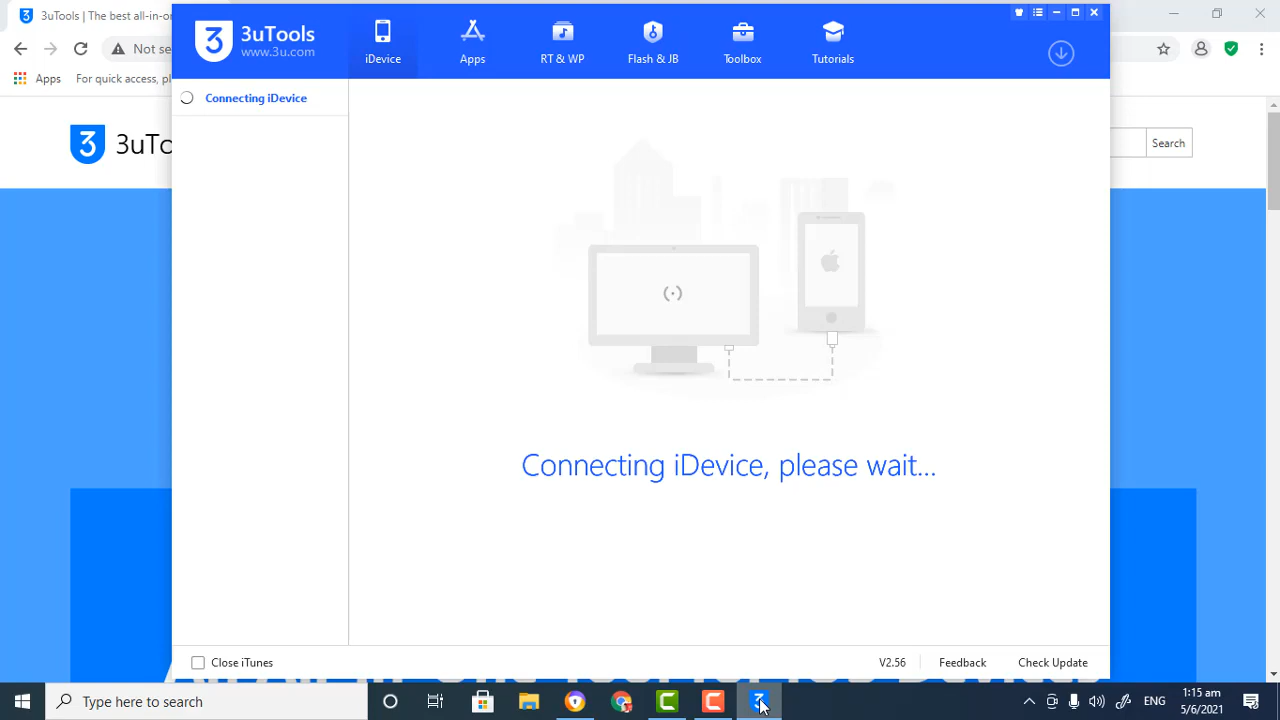 3uTools | The all-in-o
Not se
Apps
For quick access, pl
3uTo
Search
3
3uTools
www.3u.com
iDevice
Apps
RT & WP
Flash & JB
Toolbox
Tutorials
Connecting iDevice
Connecting iDevice, please wait...
Close iTunes
V2.56
Feedback
Check Update
Type here to search
ENG
1:15 am
5/6/2021